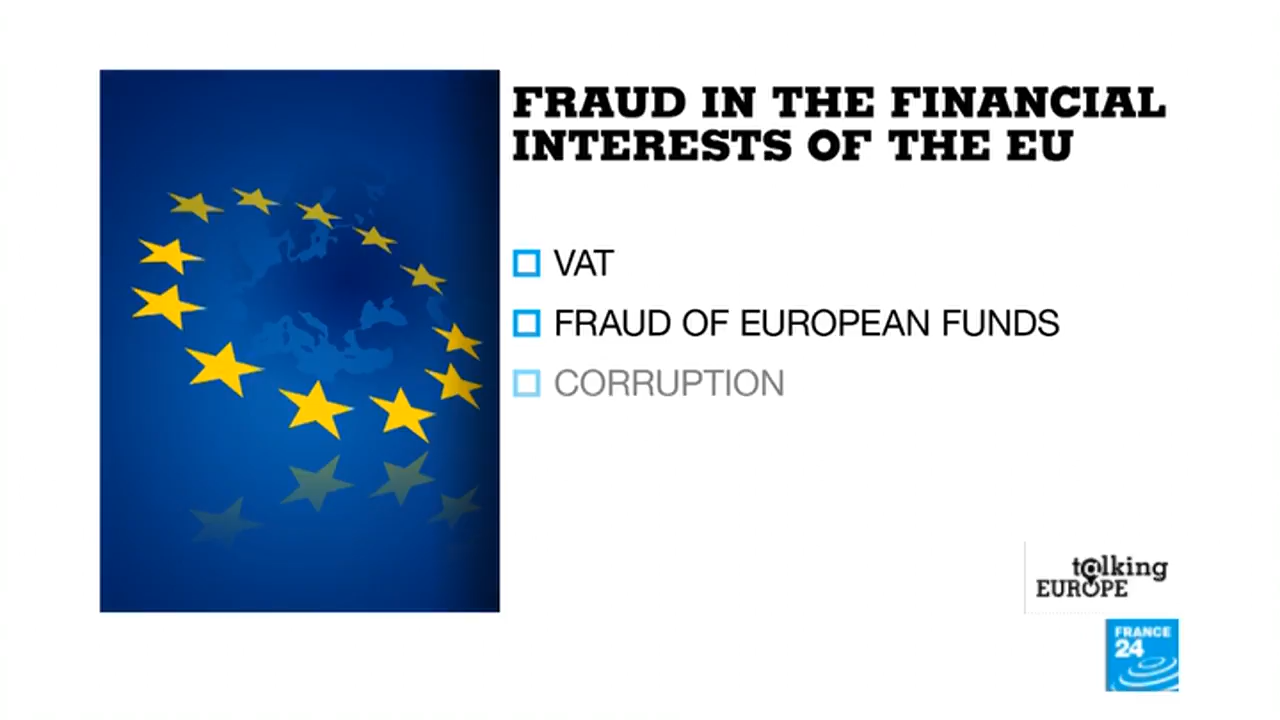 FRAUD IN THE FINANCIAL
INTERESTS OF THE EU
VAT
FRAUD OF EUROPEAN FUNDS
CORRUPTION
talking
EUROPE
FRANCE
24